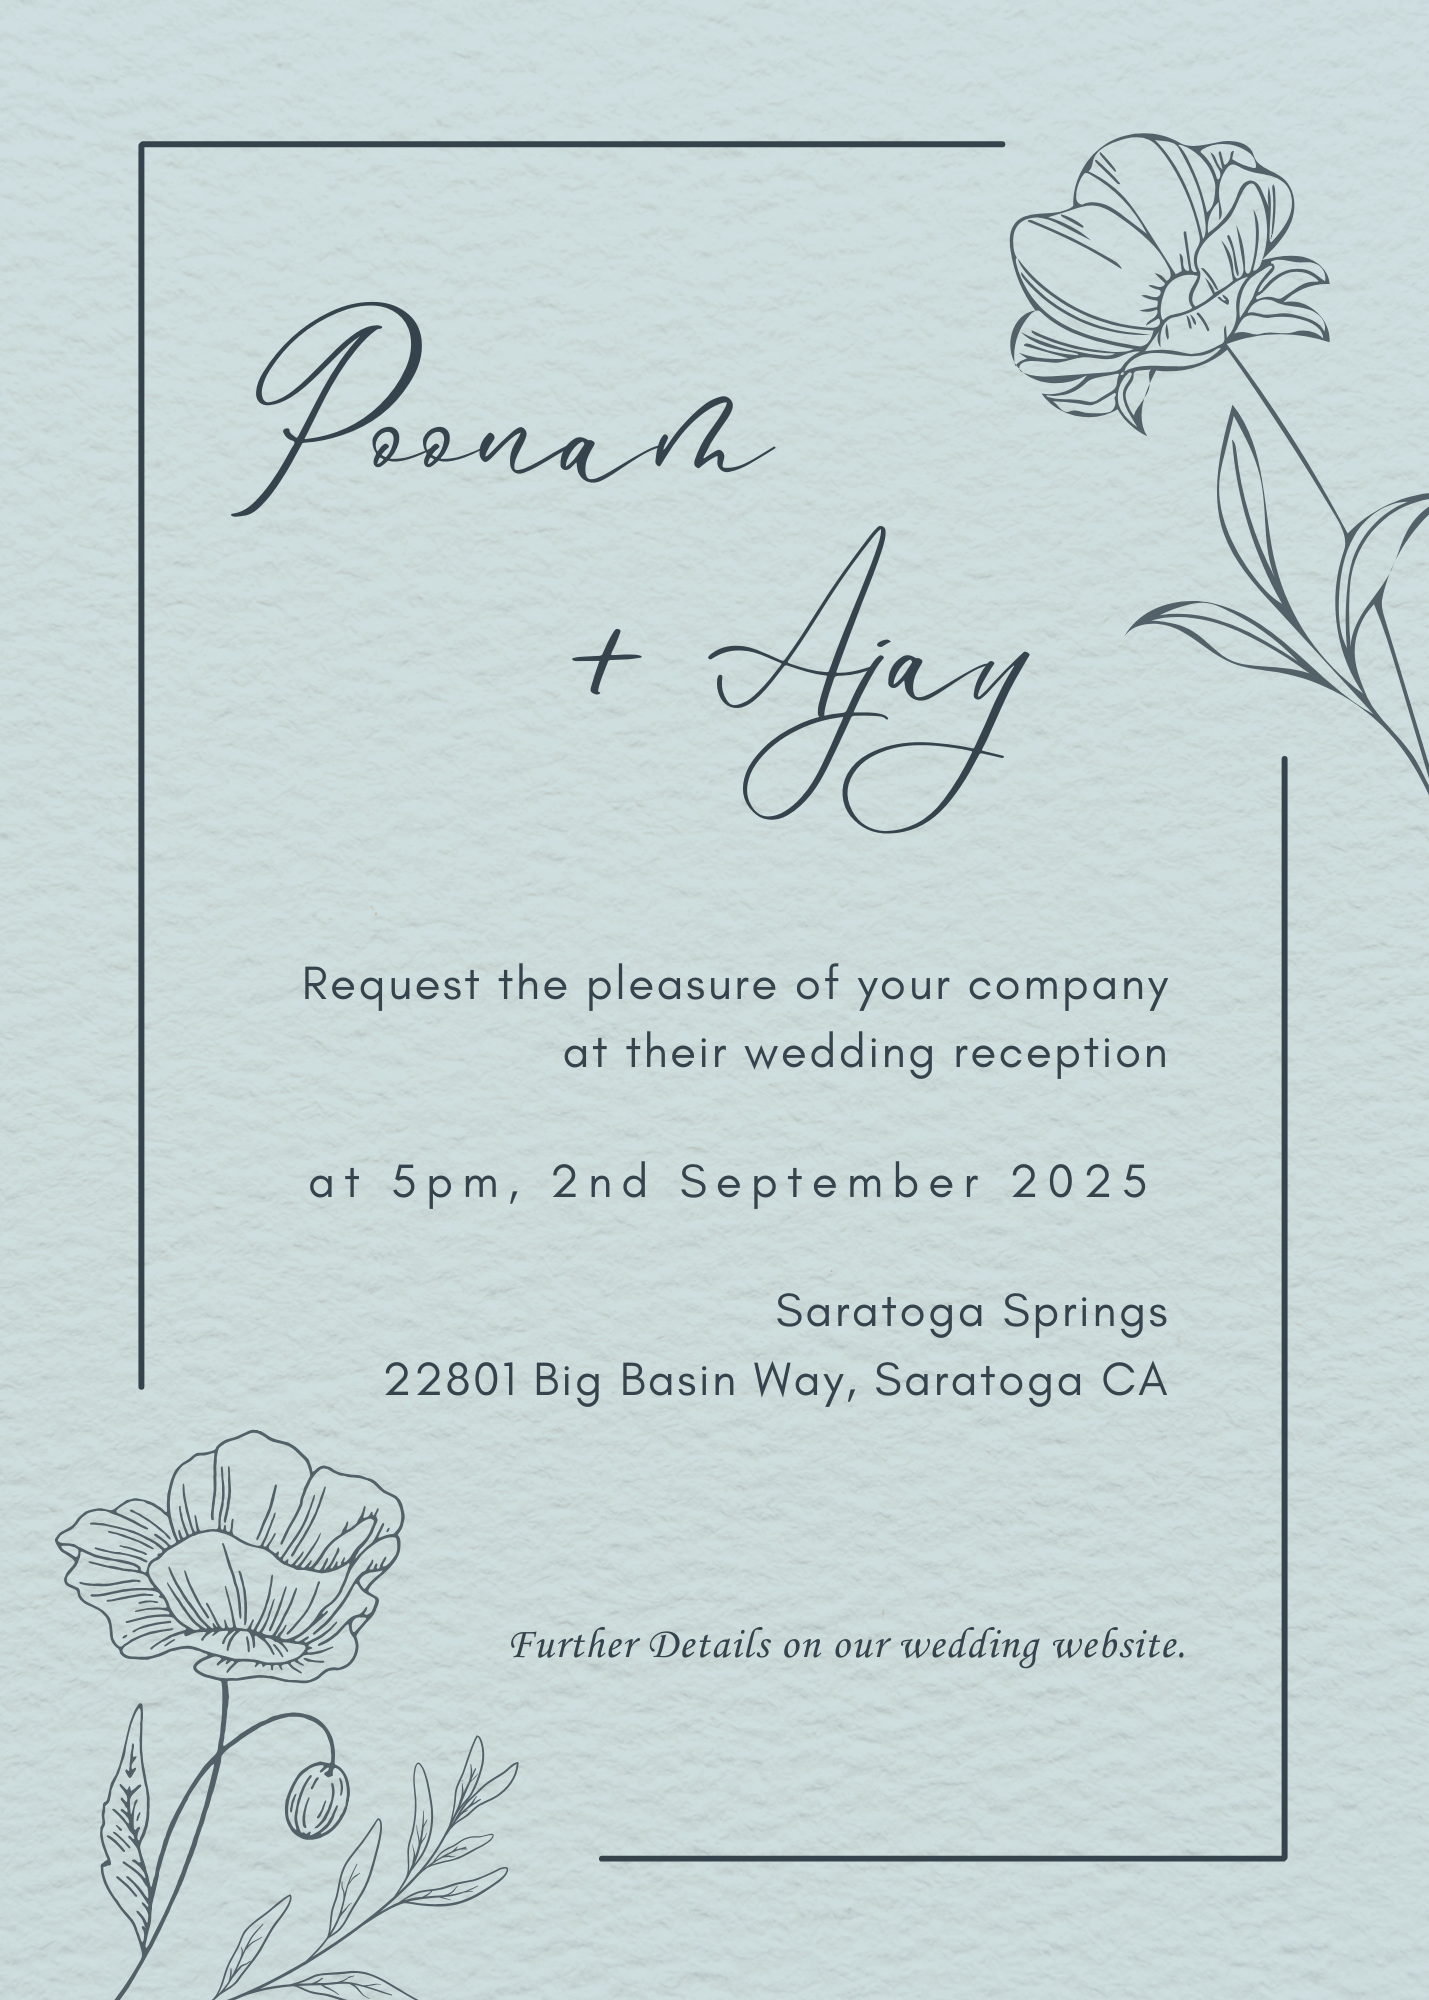 Poonam
+ Ajay
Request the pleasure of your company
at their wedding reception
at 5pm, 2nd September 2025
Saratoga Springs
22801 Big Basin Way, Saratoga CA
Further Details on our wedding website.